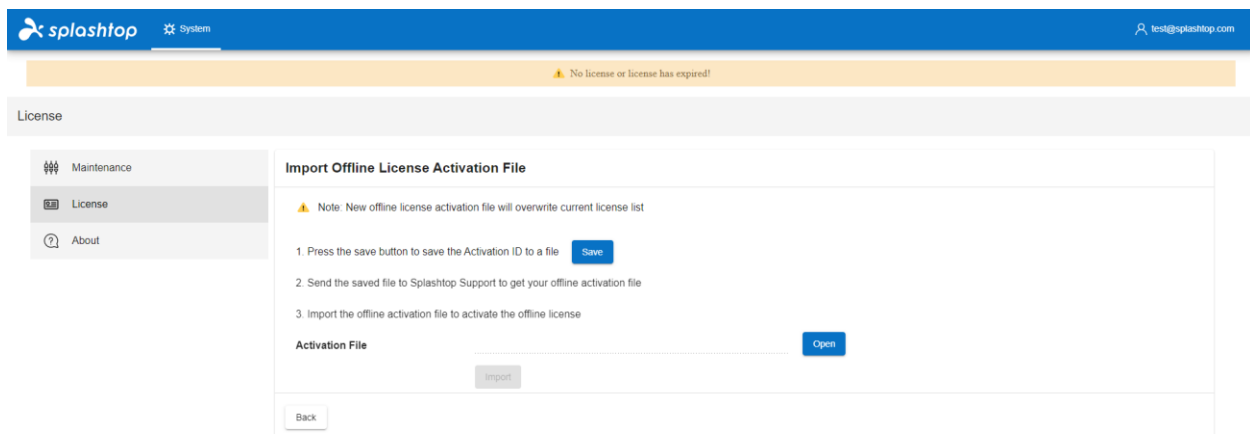 splashtop
System
test@splashtop.com
No license or license has expired!
License
Maintenance
License
About
Import Offline License Activation File
Note: New offline license activation file will overwrite current license list
1. Press the save button to save the Activation ID to a file
Save
2. Send the saved file to Splashtop Support to get your offline activation file
3. Import the offline activation file to activate the offline license
Activation File
Open
Import
Back